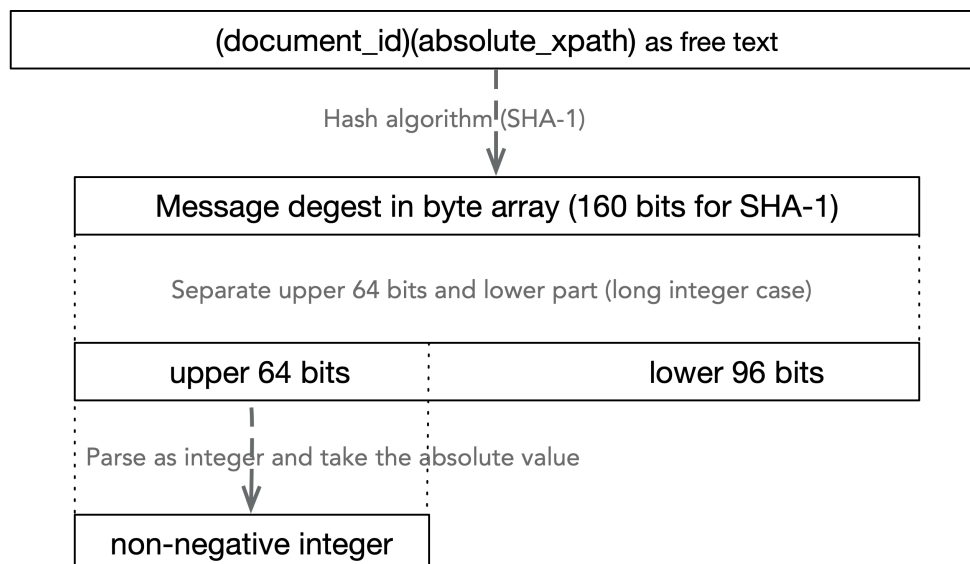 (document_id)(absolute_xpath) as free text
Hash algorithm (SHA-1)
Message degest in byte array (160 bits for SHA-1)
Separate upper 64 bits and lower part (long integer case)
upper 64 bits lower 96 bits
Parse as integer and take the absolute value
non-negative integer